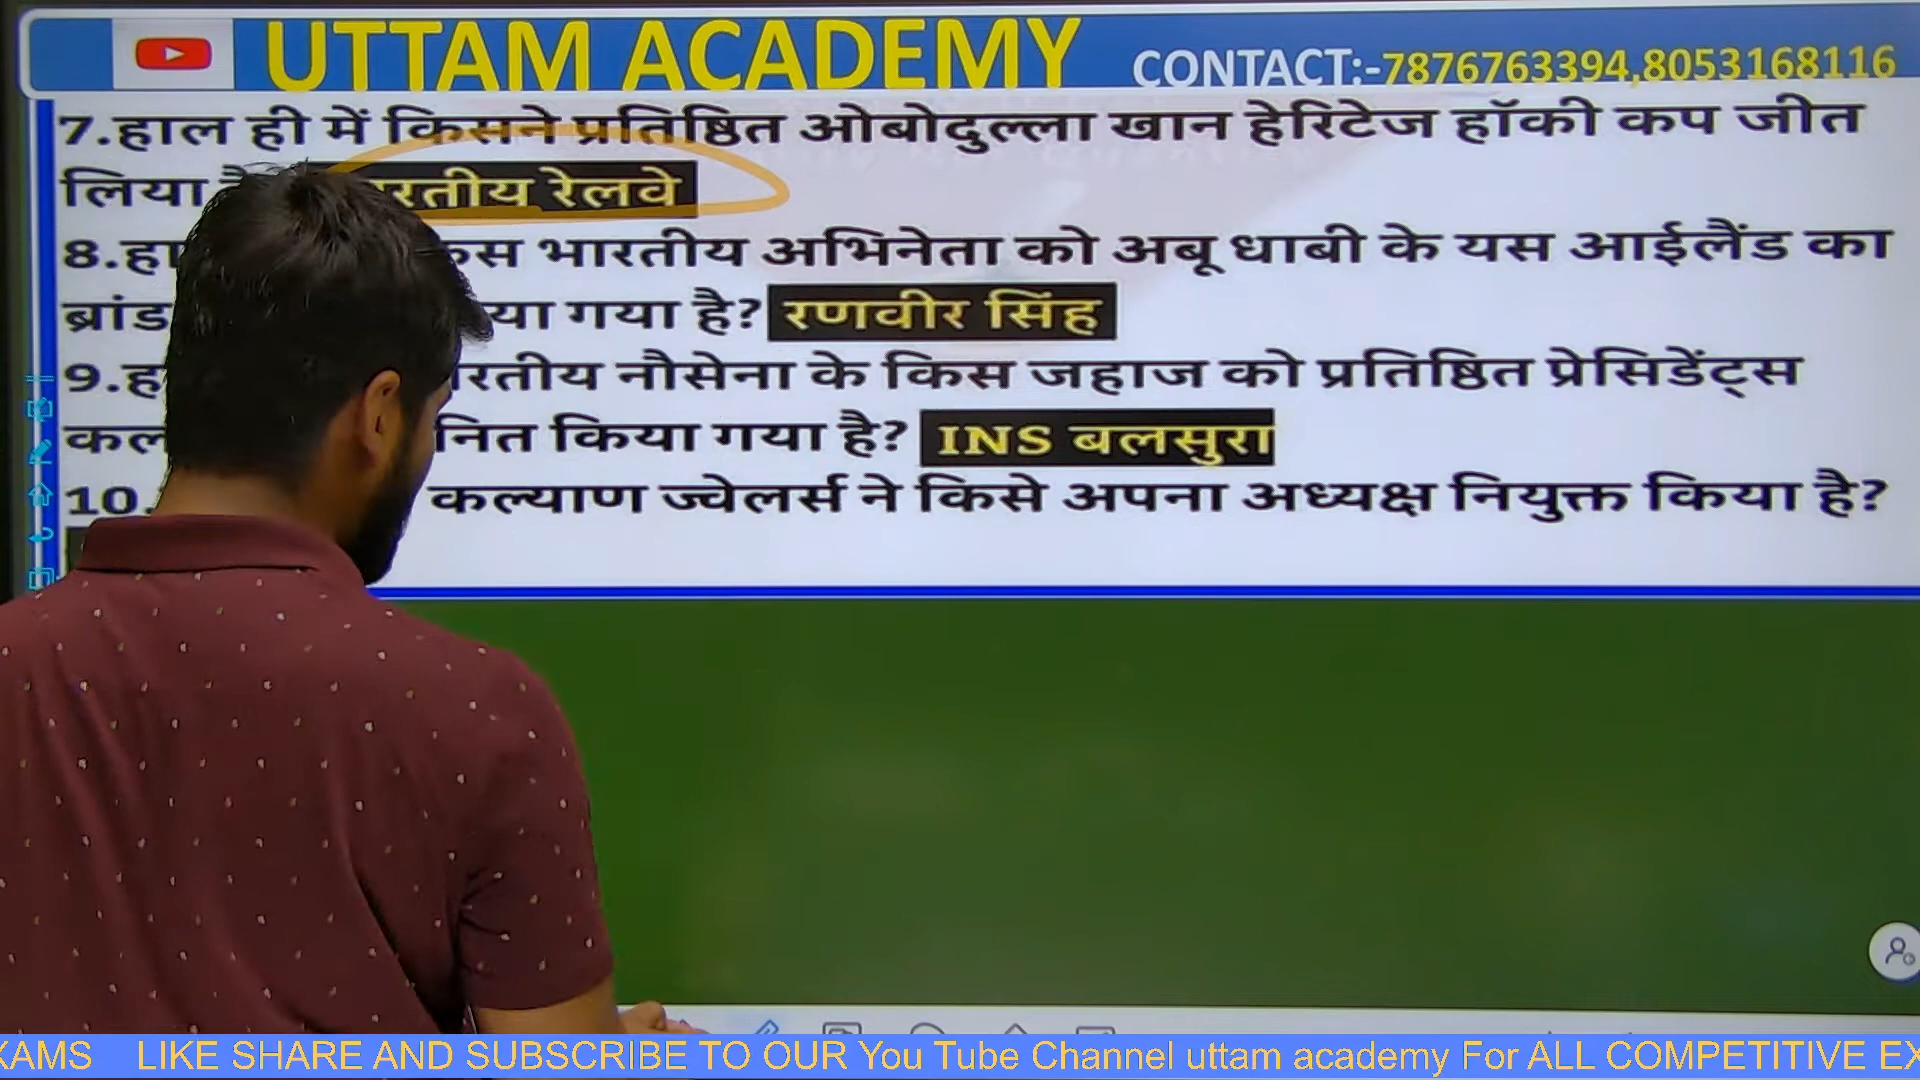 UTTAM ACADEMY CONTACT:-7876763394,8053168116
7.हाल ही में किसने प्रतिष्ठित ओबोदुल्ला खान हेरिटेज हॉकी कप जीत
लिया रतीय रेलवे
8. भारतीय अभिनेता को अबू धाबी के यस आईलैंड का
ब्रांड या गया है? रणवीर सिंह
9. रतीय नौसेना के किस जहाज को प्रतिष्ठित प्रेसिडेंट्स
कल नित किया गया है? INS बलसुरा
10. कल्याण ज्वेलर्स ने किसे अपना अध्यक्ष नियुक्त किया है?
XAMS LIKE SHARE AND SUBSCRIBE TO OUR You Tube Channel uttam academy For ALL COMPETITIVE EX